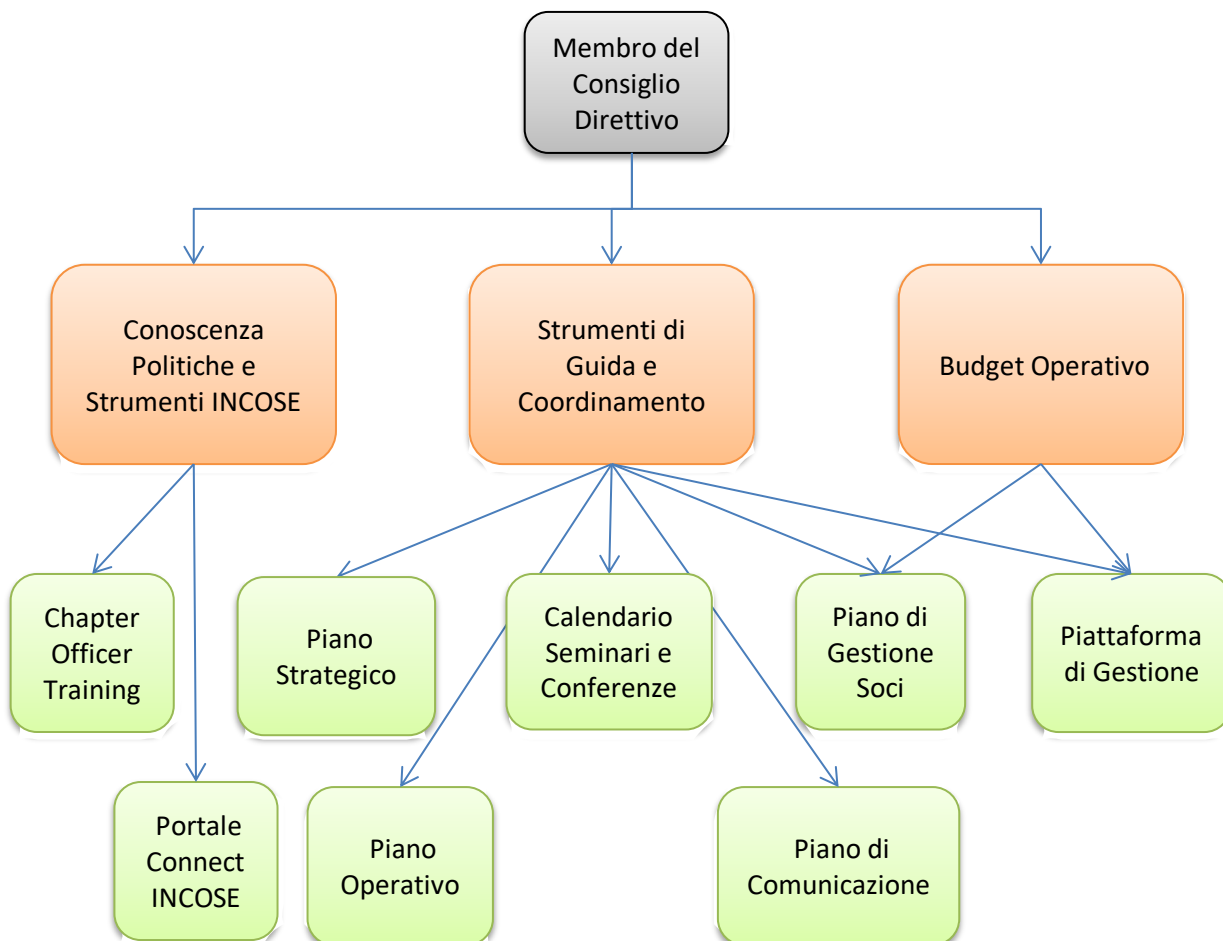 Membro del
Consiglio
Direttivo
Conoscenza
Politiche e
Strumenti INCOSE
Strumenti di
Guida e
Coordinamento
Budget Operativo
Chapter
Officer
Training
Piano
Strategico
Calendario
Seminari e
Conferenze
Piano di
Gestione
Soci
Piattaforma
di Gestione
Portale
Connect
INCOSE
Piano
Operativo
Piano di
Comunicazione